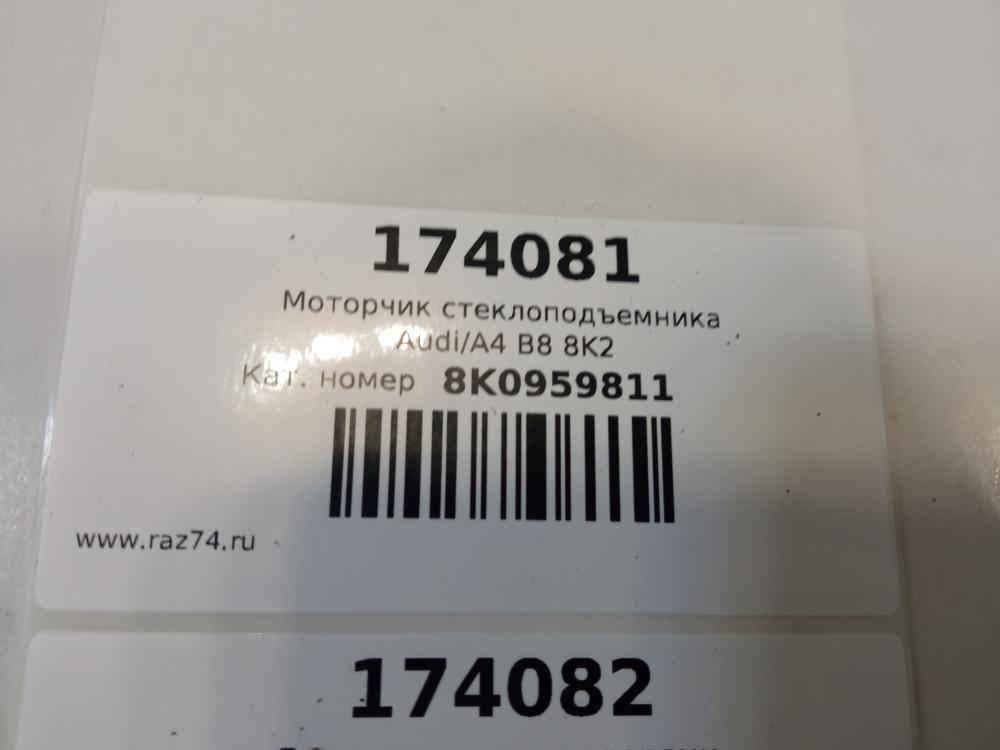 174081
Моторчик стеклоподъемника
Audi/A4 B8 8K2
Кат. номер 8K0959811
www.raz74.ru
174082